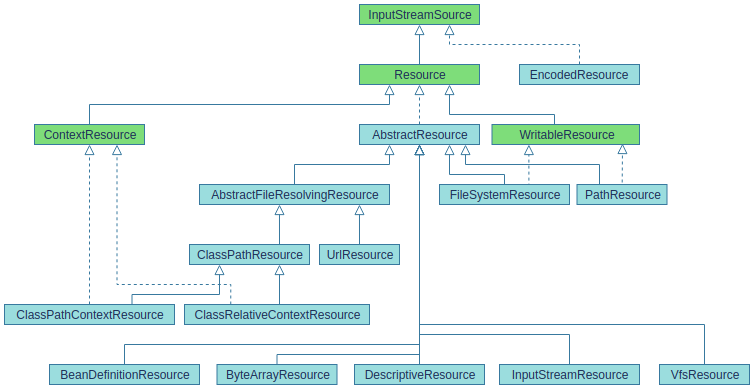 InputStreamSource
Resource
EncodedResource
ContextResource
AbstractResource
WritableResource
AbstractFileResolvingResource
FileSystemResource
PathResource
ClassPathResource
UrlResource
ClassPathContextResource
ClassRelativeContextResource
BeanDefinitionResource
ByteArrayResource
DescriptiveResource
InputStreamResource
VfsResource